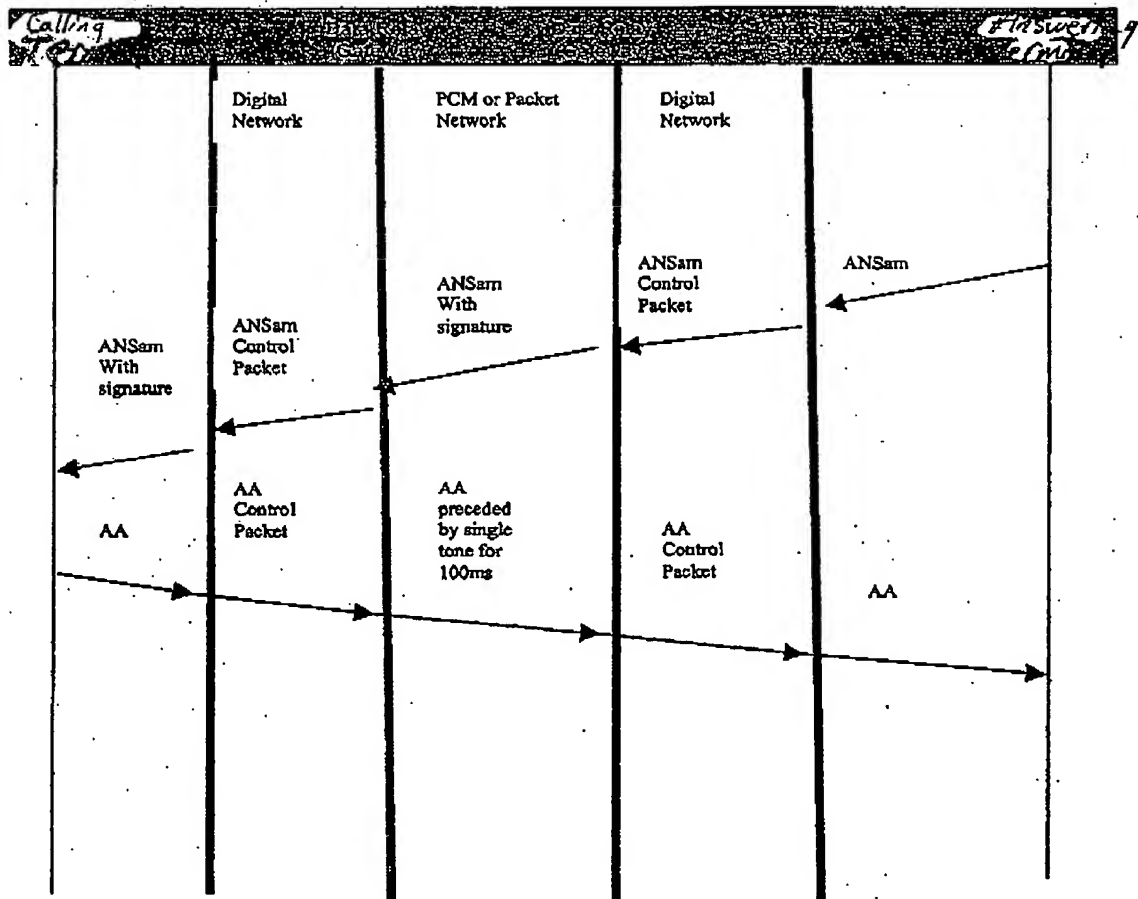 Calling
Digital
Network
PCM or Packet
Network
Digital
Network
ANSam
ANSam
Control
Packet
ANSam
With
signature
ANSam
Control
Packet
ANSam
With
signature
AA
Control
Packet
AA
preceded
by single
tone for
100ms
AA
AA
Control
Packet
AA